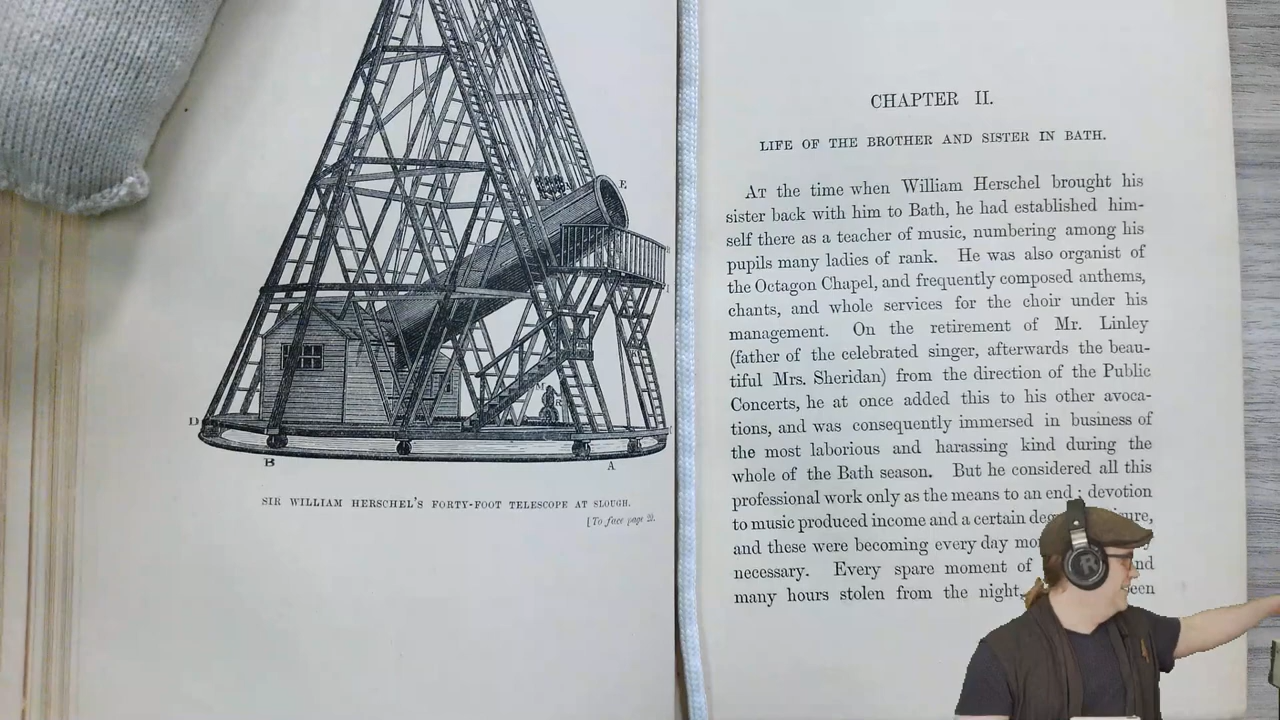 E
D
M
B
A
SIR WILLIAM HERSCHEL'S FORTY-FOOT TELESCOPE AT SLOUGH.
[To face page
CHAPTER II.
LIFE OF THE BROTHER AND SISTER IN BATH.
At the time when William Herschel brought his
sister back with him to Bath, he had established him-
self there as a teacher of music, numbering among his
pupils many ladies of rank. He was also organist of
the Octagon Chapel, and frequently composed anthems,
chants, and whole services for the choir under his
management. On the retirement of Mr. Linley
(father of the celebrated singer, afterwards the beau-
tiful Mrs. Sheridan) from the direction of the Public
Concerts, he at once added this to his other avoca-
tions, and was consequently immersed in business of
the most laborious and harassing kind during the
whole of the Bath season. But he considered all this
professional work only as the means to an end; devotion
to music produced income and a certain
and these were becoming every day
necessary. Every spare moment of
many hours stolen from the night,
R